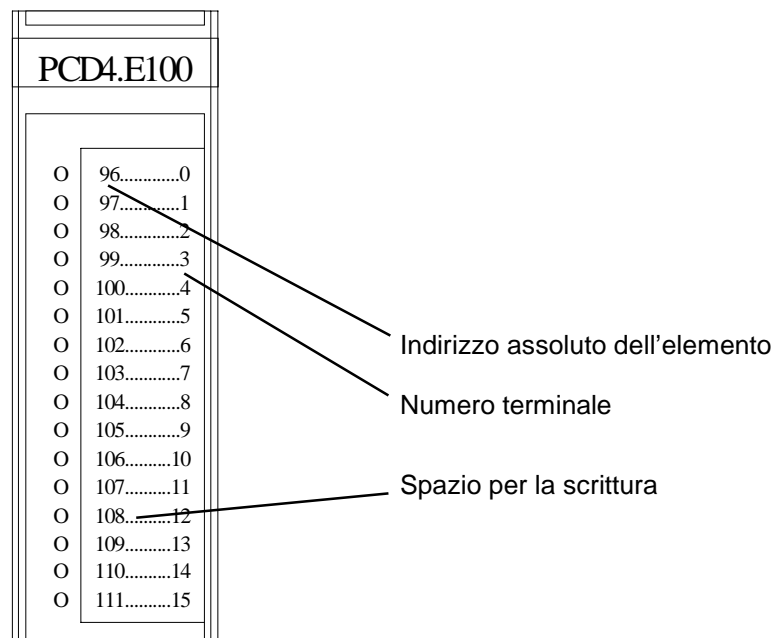 PCD4.E100
O 96............0
O 97............1
O 98............2
O 99............3
O 100..........4
O 101..........5
O 102..........6
O 103..........7
O 104..........8
O 105..........9
O 106..........10
O 107..........11
O 108..........12
O 109..........13
O 110..........14
O 111..........15
Indirizzo assoluto dell'elemento
Numero terminale
Spazio per la scrittura